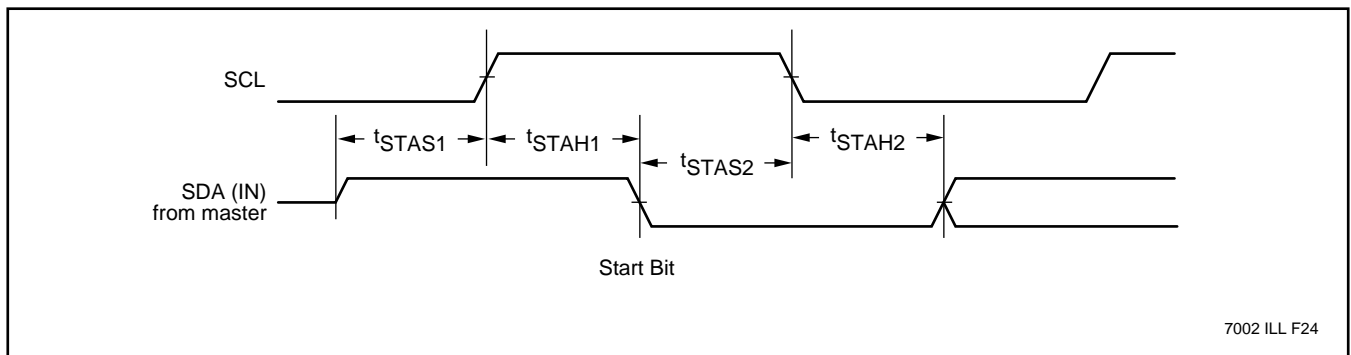 SCL
tSTAS1
tSTAH1
tSTAS2
tSTAH2
SDA (IN)
from master
Start Bit
7002 ILL F24